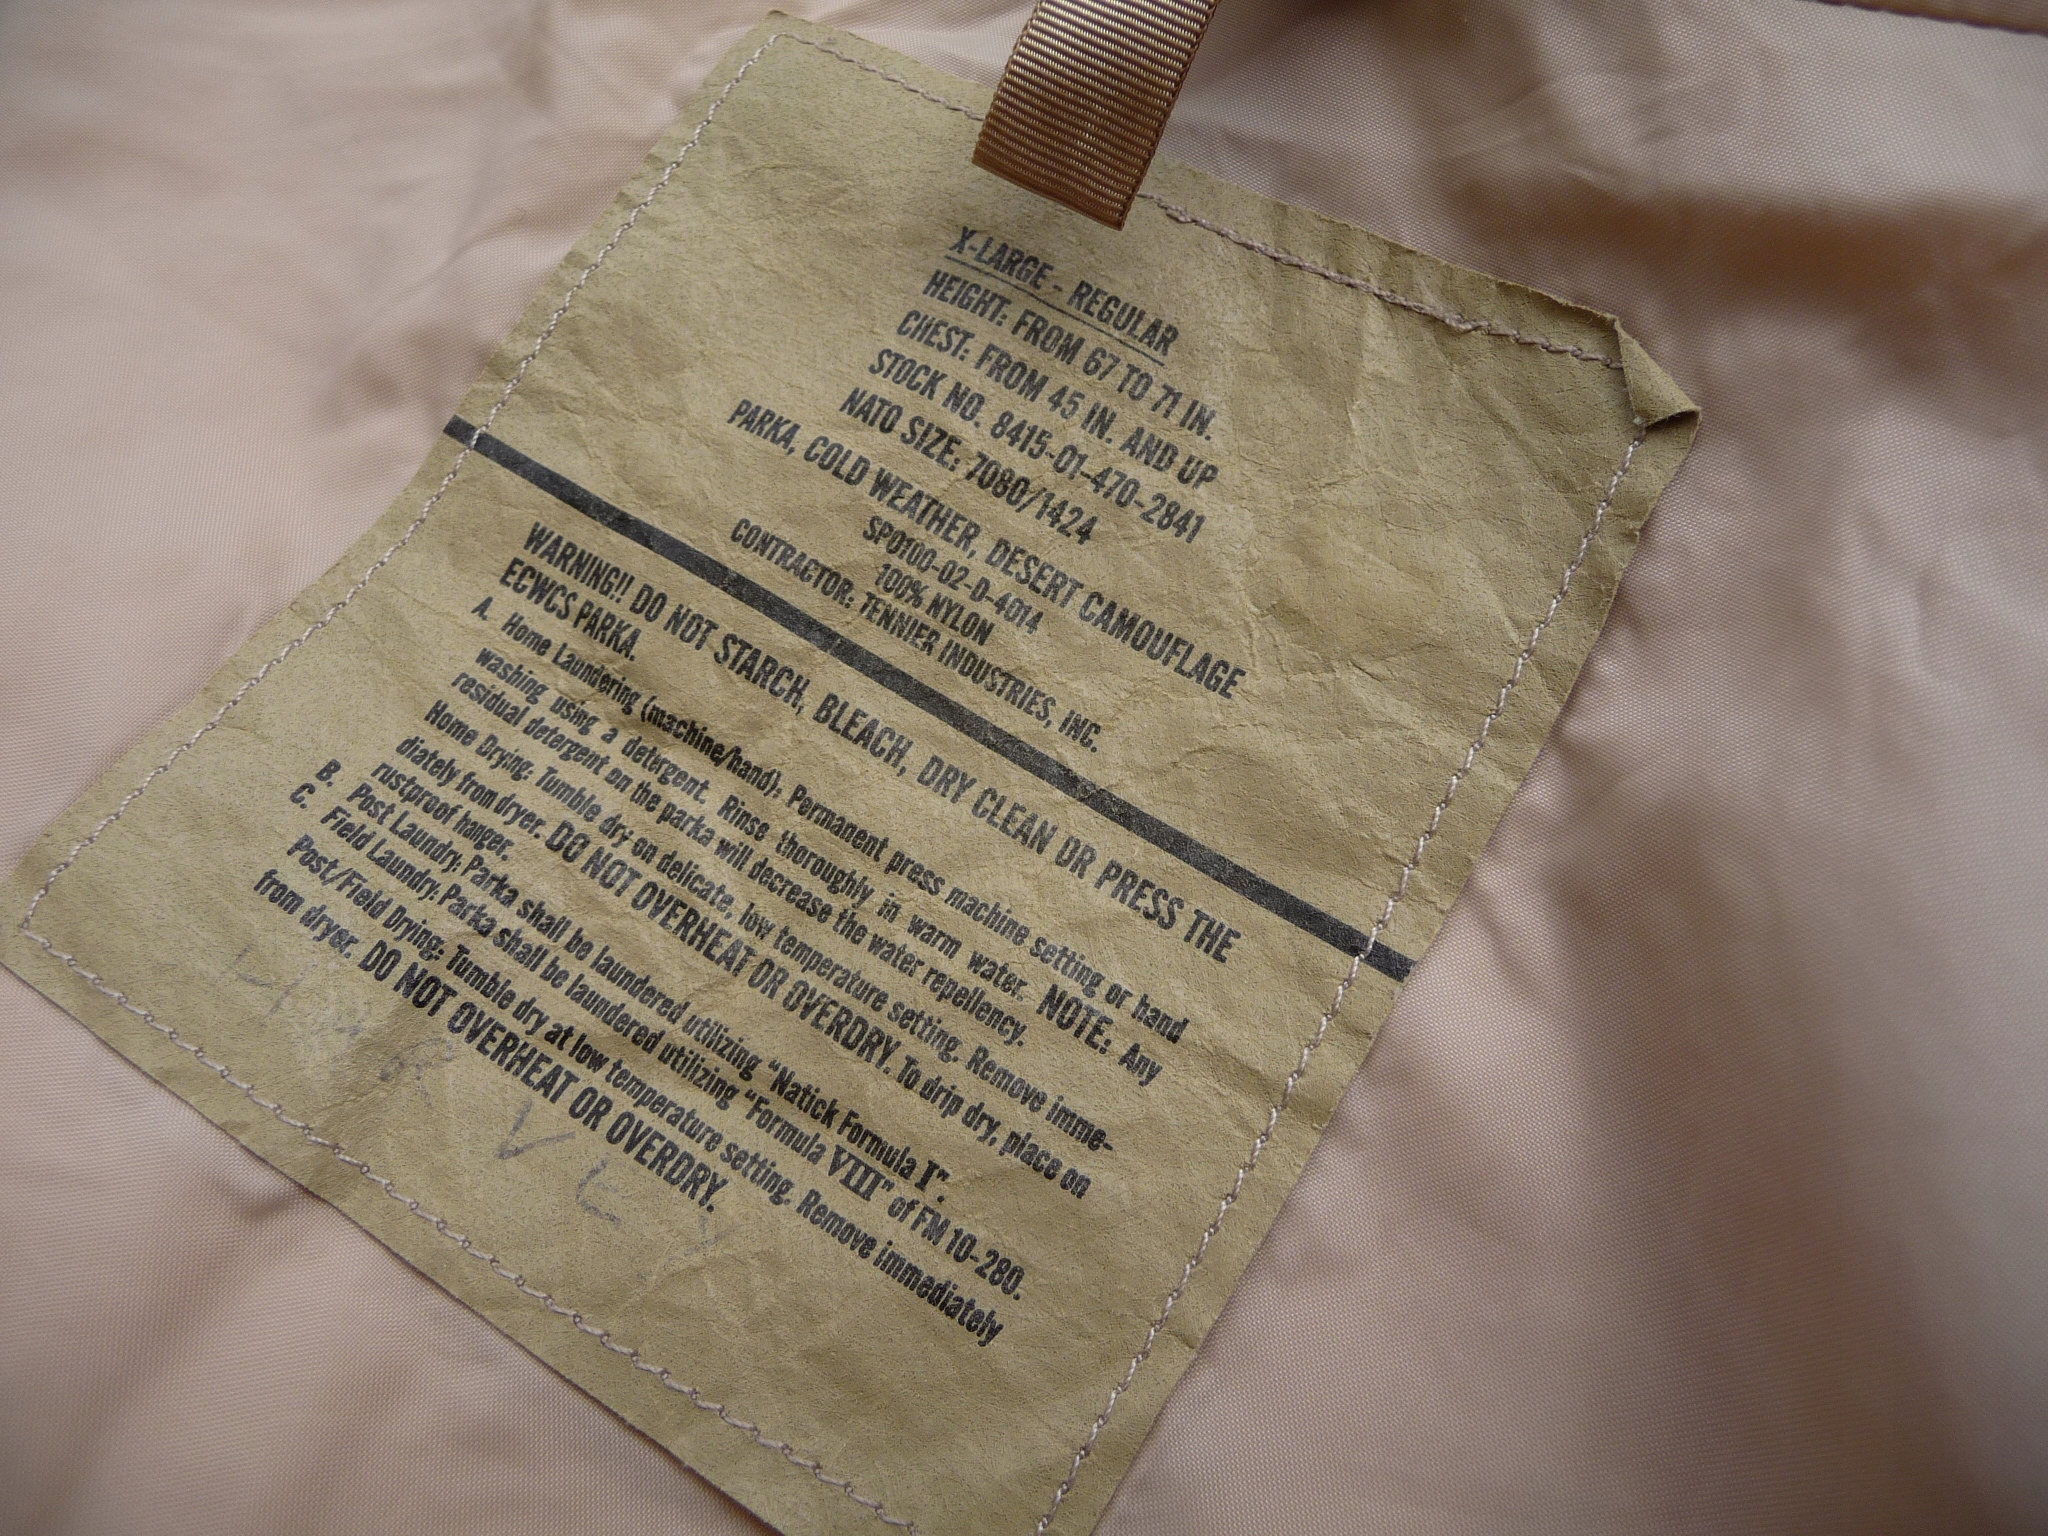 X-LARGE - REGULAR
HEIGHT: FROM 67 TO 71 IN.
CHEST: FROM 45 IN. AND UP
STOCK NO. 8415-01-470-2841
NATO SIZE: 7080/1424
PARKA, COLD WEATHER, DESERT CAMOUFLAGE
SPO100-02-D-4014
100% NYLON
CONTRACTOR: TENNIER INDUSTRIES, INC.
WARNING!! DO NOT STARCH, BLEACH, DRY CLEAN OR PRESS THE
ECWCS PARKA.
A. Home Laundering (machine/hand), Permanent press machine setting or hand
washing using a detergent. Rinse thoroughly in warm water. NOTE: Any
residual detergent on the parka will decrease the water repellency.
Home Drying: Tumble dry on delicate, low temperature setting. Remove imme-
diately from dryer. DO NOT OVERHEAT OR OVERDRY. To drip dry, place on
rustproof hanger.
B. Post Laundry: Parka shall be laundered utilizing "Natick Formula I".
C. Field Laundry: Parka shall be laundered utilizing "Formula VIII" of FM 10-280.
Post/Field Drying: Tumble dry at low temperature setting. Remove immediately
from dryer. DO NOT OVERHEAT OR OVERDRY.